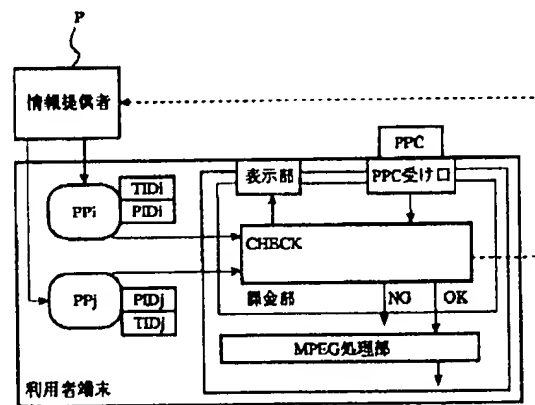 P
情報提供者
PPC
表示部
PPC受け口
TIDi
PPi
PIDi
CHECK
PPj
PIDj
TIDj
課金部
NG
OK
MPEG処理部
利用者端末